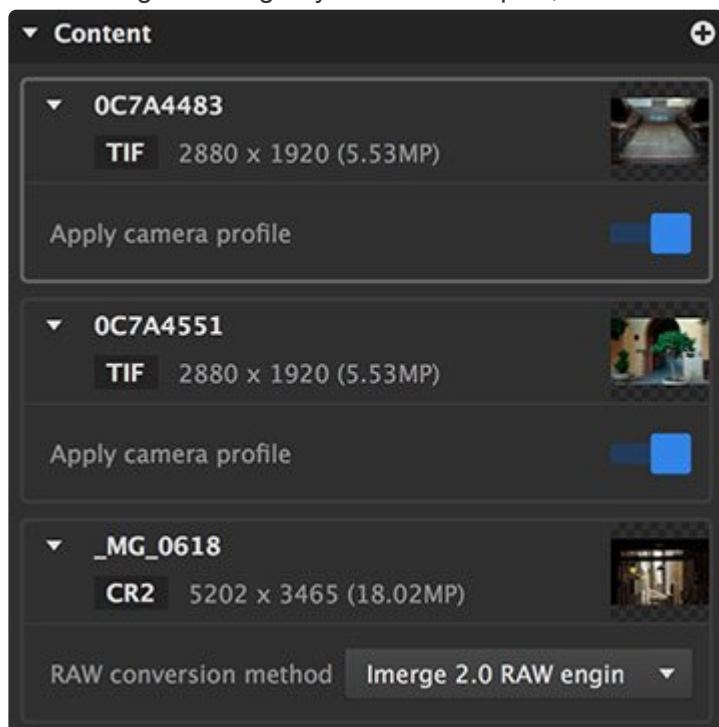 Content
0C7A4483
TIF 2880 x 1920 (5.53MP)
Apply camera profile
0C7A4551
TIF 2880 x 1920 (5.53MP)
Apply camera profile
_MG_0618
CR2 5202 x 3465 (18.02MP)
RAW conversion method Imerge 2.0 RAW engin